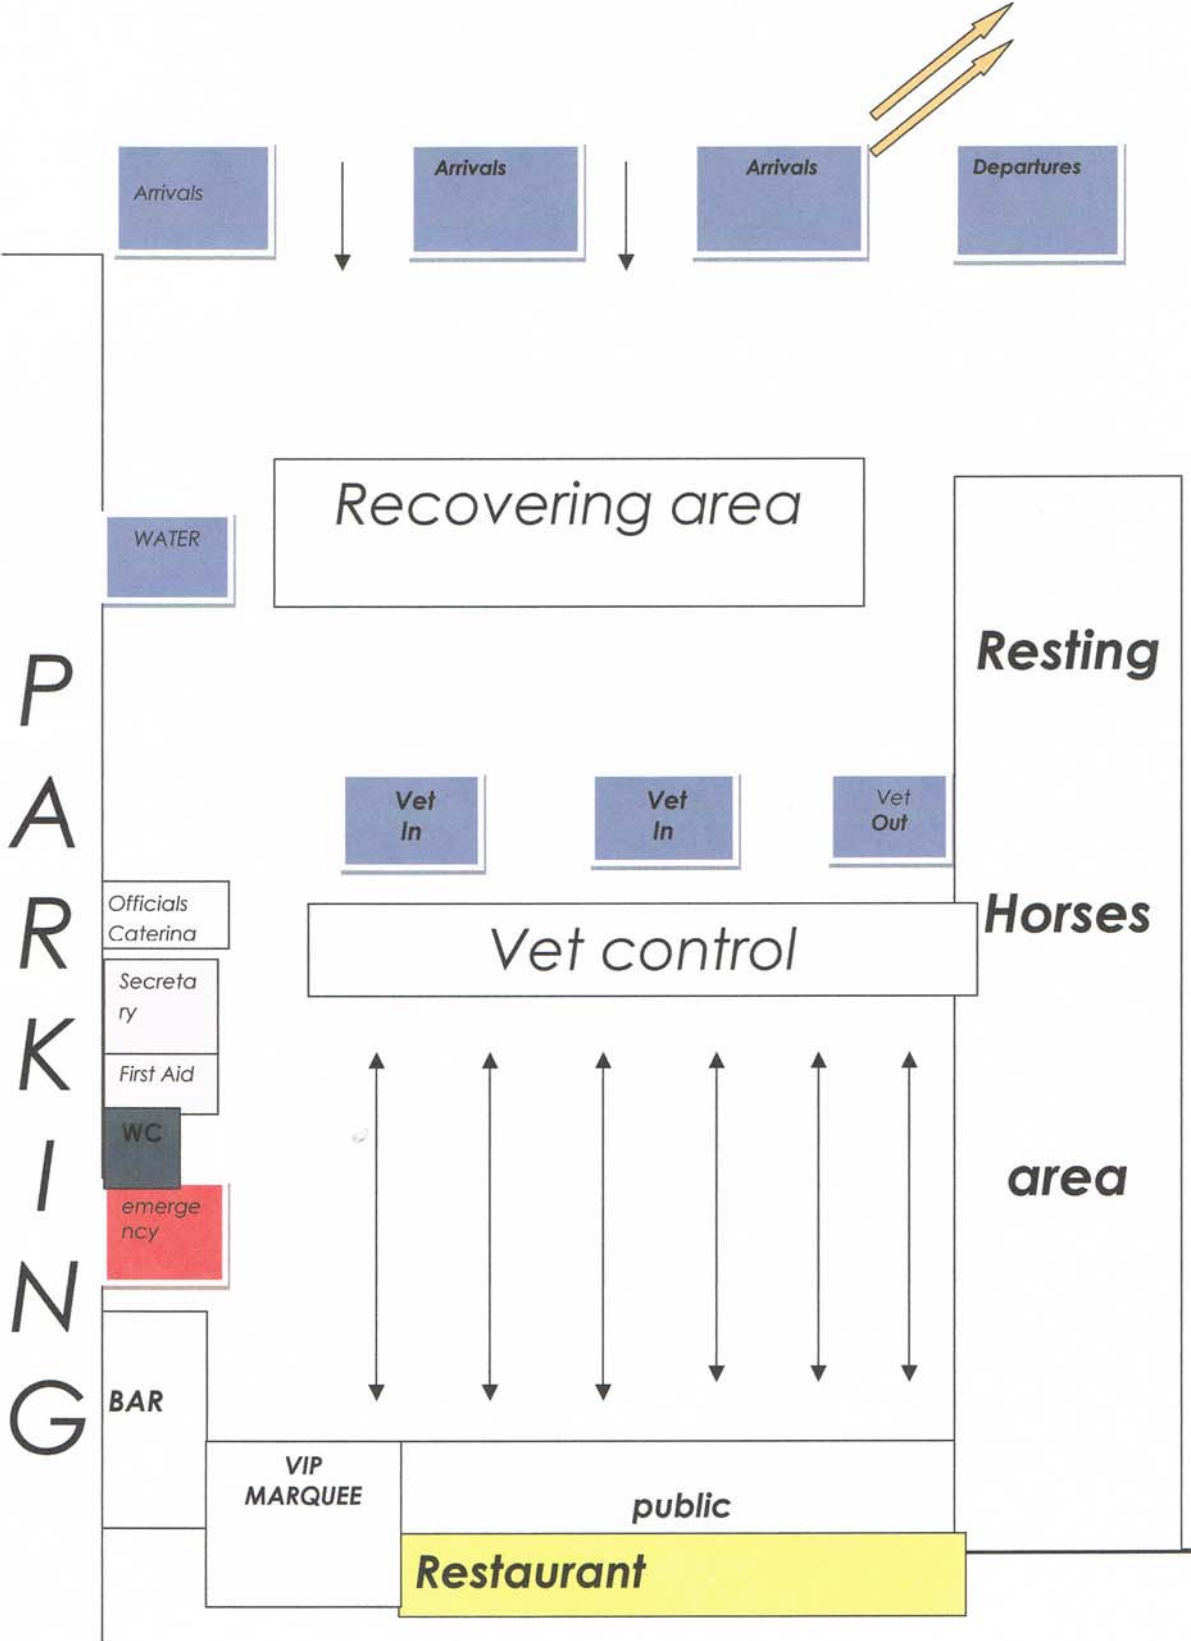 Arrivals
Arrivals
Arrivals
Departures
Recovering area
WATER
PARKING
Resting
Horses
area
Vet
In
Vet
In
Vet
Out
Officials
Caterina
Vet control
Secreta
ry
First Aid
WC
emerge
ncy
BAR
VIP
MARQUEE
public
Restaurant